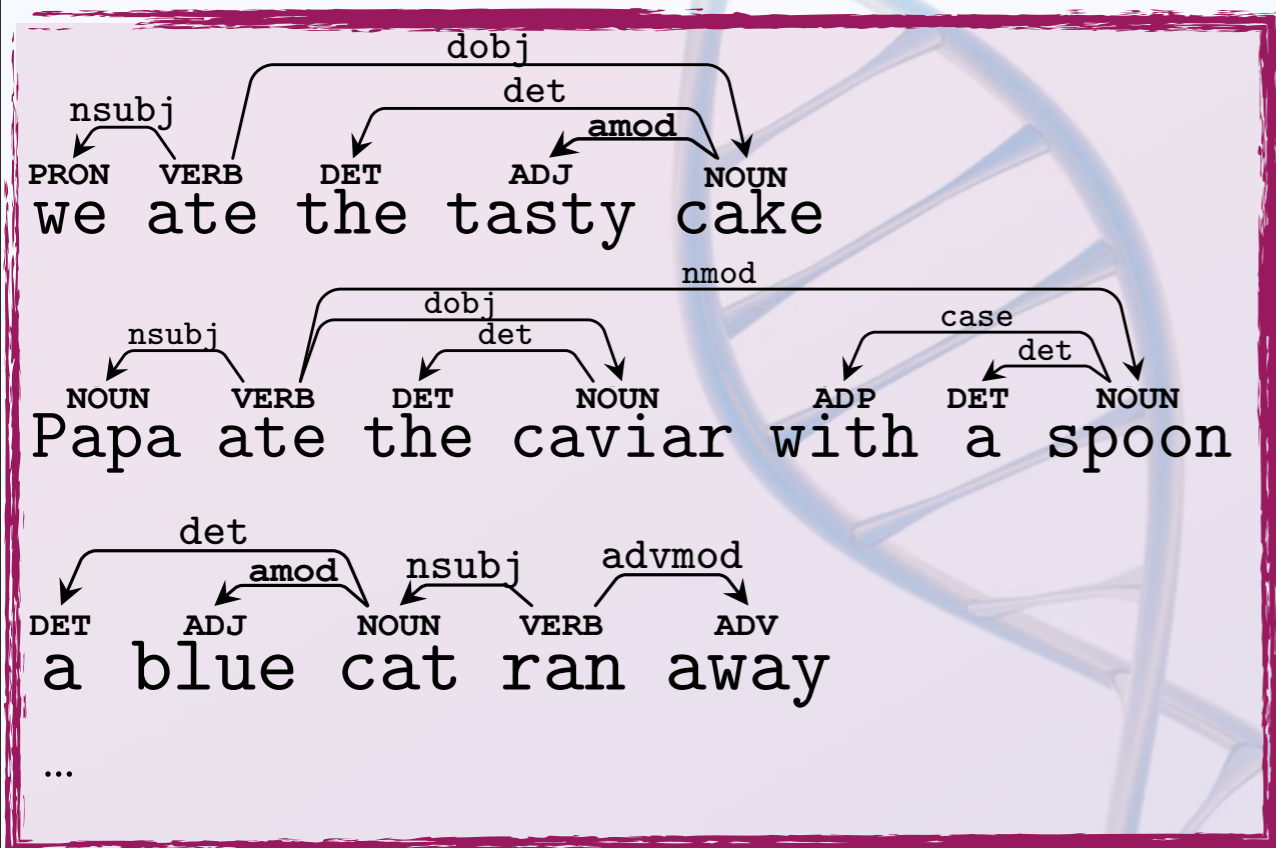 dobj
det
nsubj amod
PRON VERB DET ADJ NOUN
we ate the tasty cake
nmod
dobj
case
nsubj det det
NOUN VERB DET NOUN ADP DET NOUN
Papa ate the caviar with a spoon
det
amod nsubj advmod
DET ADJ NOUN VERB ADV
a blue cat ran away
...